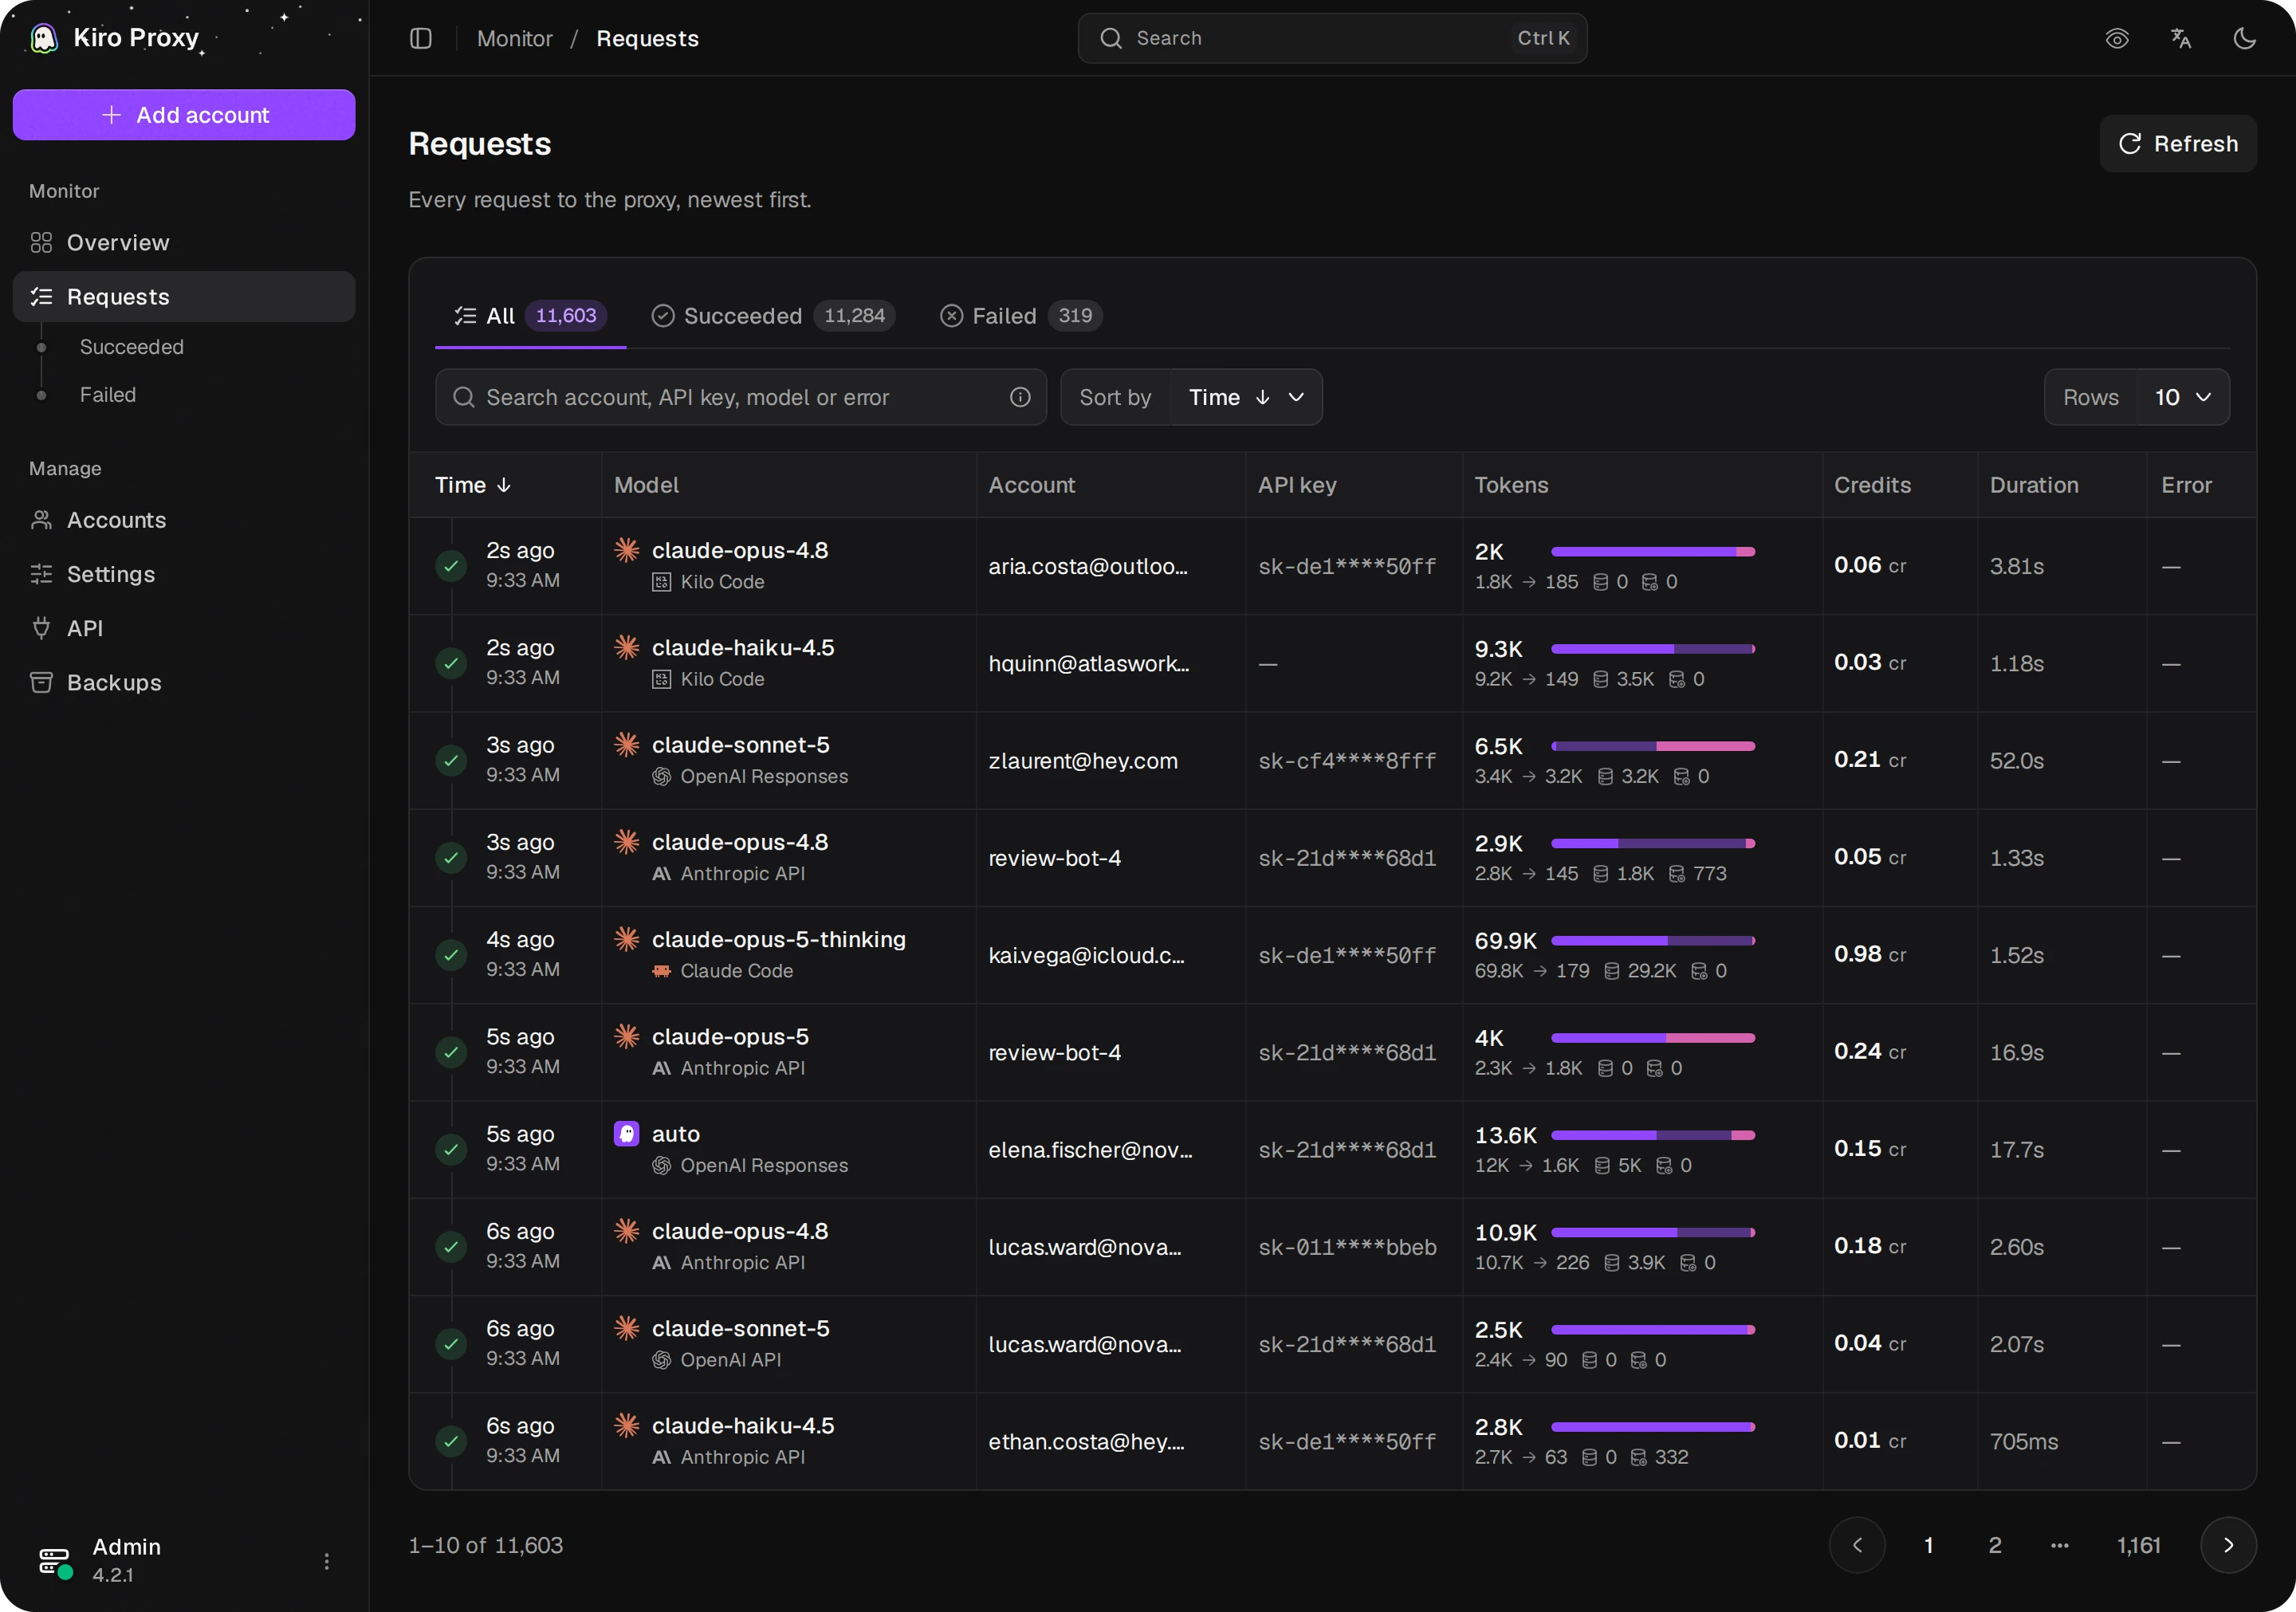 Kiro Proxy
Monitor / Requests
Search Ctrl K
Add account
Monitor
Overview
Requests
Succeeded
Failed
Manage
Accounts
Settings
API
Backups
Admin
4.2.1
Requests
Refresh
Every request to the proxy, newest first.
All 11,603 Succeeded 11,284 Failed 319
Search account, API key, model or error Sort by Time Rows 10
Time Model Account API key Tokens Credits Duration Error
2s ago claude-opus-4.8 2K
aria.costa@outloo... sk-de1****50ff 0.06 cr 3.81s —
9:33 AM Kilo Code 1.8K → 185 0 0
2s ago claude-haiku-4.5 9.3K
hquinn@atlaswork... — 0.03 cr 1.18s —
9:33 AM Kilo Code 9.2K → 149 3.5K 0
3s ago claude-sonnet-5 6.5K
zlaurent@hey.com sk-cf4****8fff 0.21 cr 52.0s —
9:33 AM OpenAI Responses 3.4K → 3.2K 3.2K 0
3s ago claude-opus-4.8 2.9K
review-bot-4 sk-21d****68d1 0.05 cr 1.33s —
9:33 AM Anthropic API 2.8K → 145 1.8K 773
4s ago claude-opus-5-thinking 69.9K
kai.vega@icloud.c... sk-de1****50ff 0.98 cr 1.52s —
9:33 AM Claude Code 69.8K → 179 29.2K 0
5s ago claude-opus-5 4K
review-bot-4 sk-21d****68d1 0.24 cr 16.9s —
9:33 AM Anthropic API 2.3K → 1.8K 0 0
5s ago auto 13.6K
elena.fischer@nov... sk-21d****68d1 0.15 cr 17.7s —
9:33 AM OpenAI Responses 12K → 1.6K 5K 0
6s ago claude-opus-4.8 10.9K
lucas.ward@nova... sk-011****bbeb 0.18 cr 2.60s —
9:33 AM Anthropic API 10.7K → 226 3.9K 0
6s ago claude-sonnet-5 2.5K
lucas.ward@nova... sk-21d****68d1 0.04 cr 2.07s —
9:33 AM OpenAI API 2.4K → 90 0 0
6s ago claude-haiku-4.5 2.8K
ethan.costa@hey.... sk-de1****50ff 0.01 cr 705ms —
9:33 AM Anthropic API 2.7K → 63 0 332
1–10 of 11,603 1 2 ... 1,161